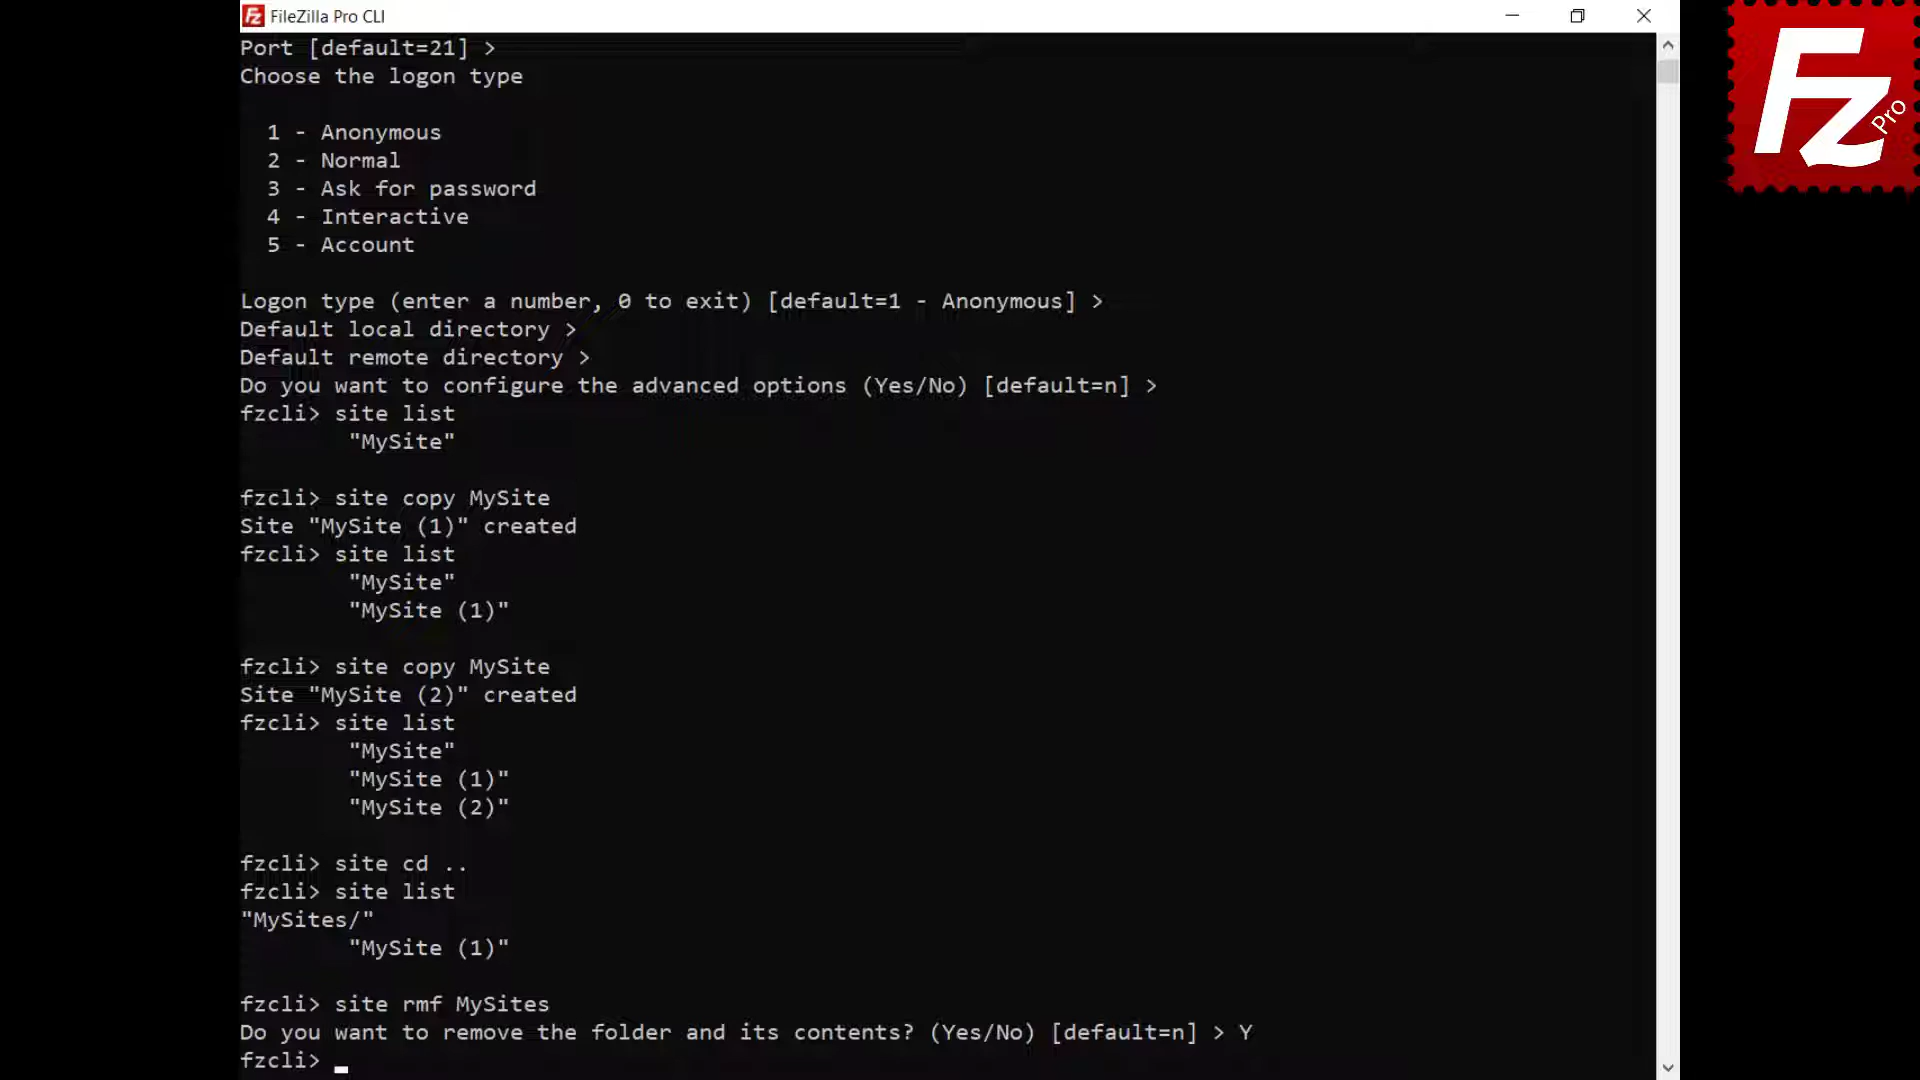 FileZilla Pro CLI
Port [default=21] >
Choose the logon type
1 - Anonymous
2 - Normal
3 - Ask for password
4 - Interactive
5 - Account
Logon type (enter a number, 0 to exit) [default=1 - Anonymous] >
Default local directory >
Default remote directory >
Do you want to configure the advanced options (Yes/No) [default=n] >
fzcli> site list
"MySite"
fzcli> site copy MySite
Site "MySite (1)" created
fzcli> site list
"MySite"
"MySite (1)"
fzcli> site copy MySite
Site "MySite (2)" created
fzcli> site list
"MySite"
"MySite (1)"
"MySite (2)"
fzcli> site cd ..
fzcli> site list
"MySites/"
"MySite (1)"
fzcli> site rmf MySites
Do you want to remove the folder and its contents? (Yes/No) [default=n] > Y
fzcli>
Fz Pro